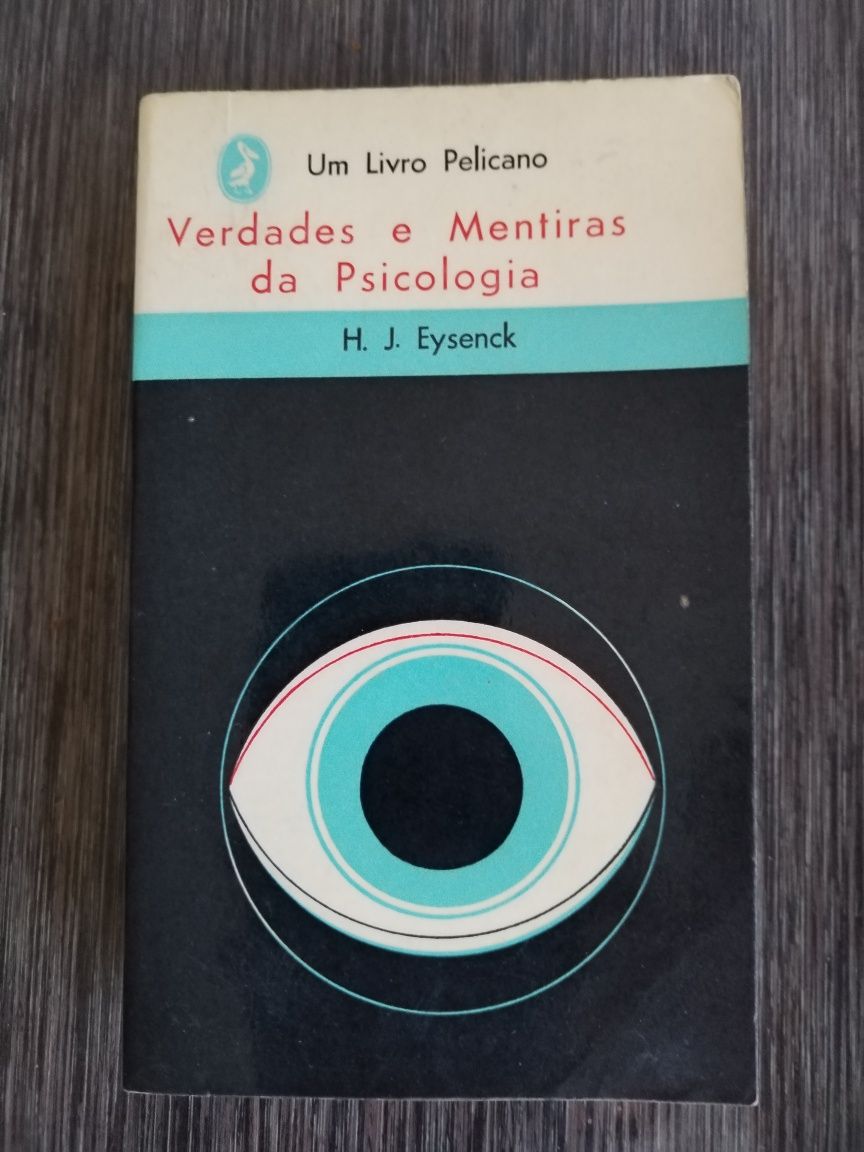 Um Livro Pelicano
Verdades e Mentiras
da Psicologia
H. J. Eysenck